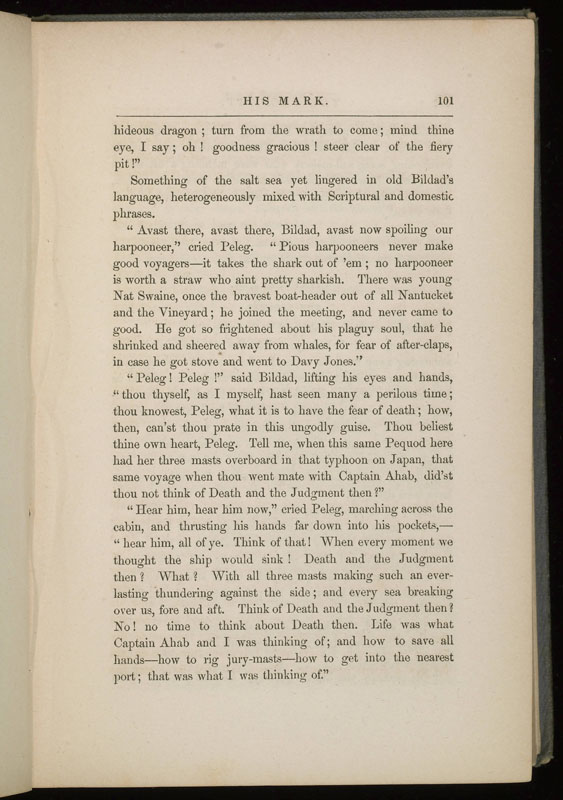 HIS MARK. 101
hideous dragon ; turn from the wrath to come ; mind thine
eye, I say ; oh ! goodness gracious ! steer clear of the fiery
pit !"
Something of the salt sea yet lingered in old Bildad's
language, heterogeneously mixed with Scriptural and domestic
phrases.
" Avast there, avast there, Bildad, avast now spoiling our
harpooneer," cried Peleg. " Pious harpooneers never make
good voyagers—it takes the shark out of 'em ; no harpooneer
is worth a straw who aint pretty sharkish. There was young
Nat Swaine, once the bravest boat-header out of all Nantucket
and the Vineyard ; he joined the meeting, and never came to
good. He got so frightened about his plaguy soul, that he
shrinked and sheered away from whales, for fear of after-claps,
in case he got stove and went to Davy Jones."
" Peleg ! Peleg !" said Bildad, lifting his eyes and hands,
" thou thyself, as I myself, hast seen many a perilous time ;
thou knowest, Peleg, what it is to have the fear of death ; how,
then, can'st thou prate in this ungodly guise. Thou beliest
thine own heart, Peleg. Tell me, when this same Pequod here
had her three masts overboard in that typhoon on Japan, that
same voyage when thou went mate with Captain Ahab, did'st
thou not think of Death and the Judgment then ?"
" Hear him, hear him now," cried Peleg, marching across the
cabin, and thrusting his hands far down into his pockets,—
" hear him, all of ye. Think of that ! When every moment we
thought the ship would sink ! Death and the Judgment
then ? What ? With all three masts making such an ever-
lasting thundering against the side ; and every sea breaking
over us, fore and aft. Think of Death and the Judgment then ?
No ! no time to think about Death then. Life was what
Captain Ahab and I was thinking of ; and how to save all
hands—how to rig jury-masts—how to get into the nearest
port ; that was what I was thinking of."